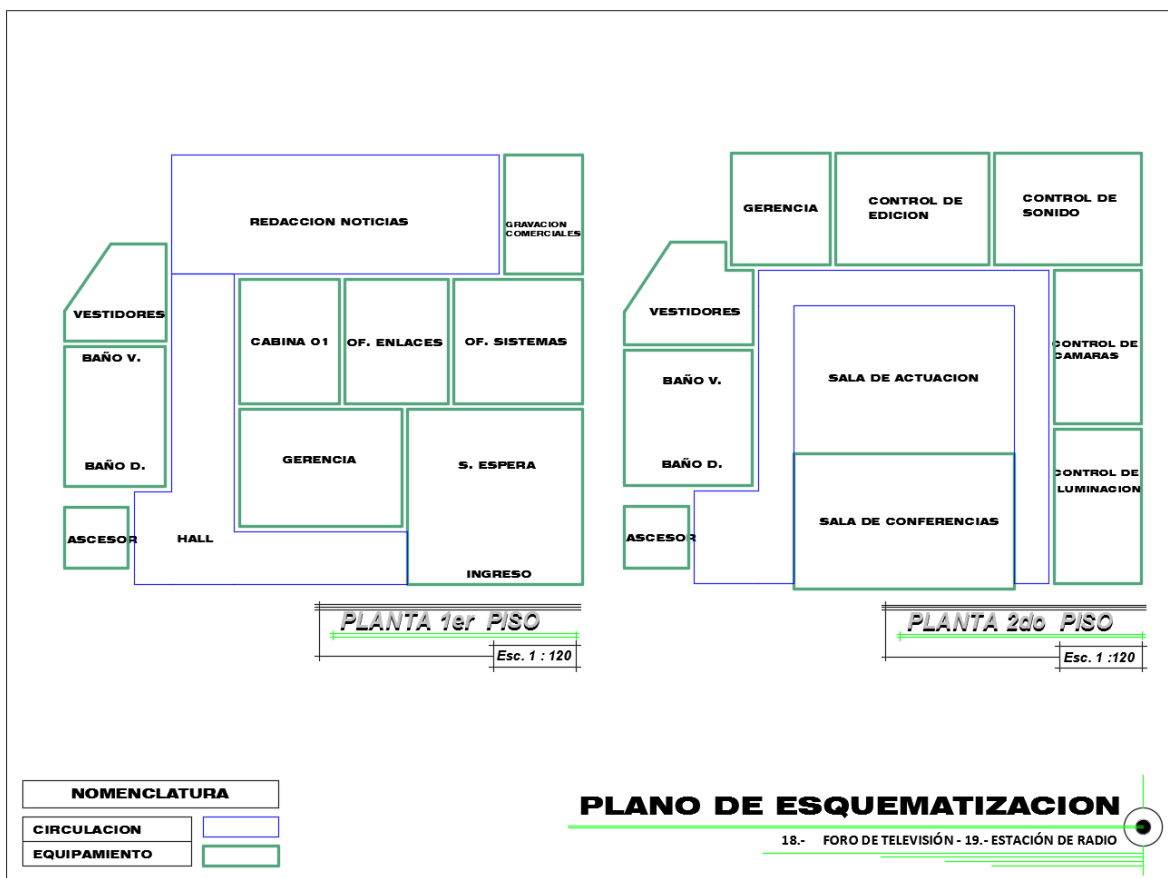 REDACCION NOTICIAS
GRAVACION
COMERCIALES
VESTIDORES
BAÑO V.
CABINA 01
OF. ENLACES
OF. SISTEMAS
BAÑO D.
GERENCIA
S. ESPERA
ASCESOR
HALL
INGRESO
PLANTA 1er PISO
Esc. 1 : 120
GERENCIA
CONTROL DE
EDICION
CONTROL DE
SONIDO
VESTIDORES
CONTROL DE
CAMARAS
BAÑO V.
SALA DE ACTUACION
BAÑO D.
CONTROL DE
ILUMINACION
SALA DE CONFERENCIAS
ASCESOR
PLANTA 2do PISO
Esc. 1 :120
NOMENCLATURA
CIRCULACION
EQUIPAMIENTO
PLANO DE ESQUEMATIZACION
18.- FORO DE TELEVISIÓN - 19.- ESTACIÓN DE RADIO